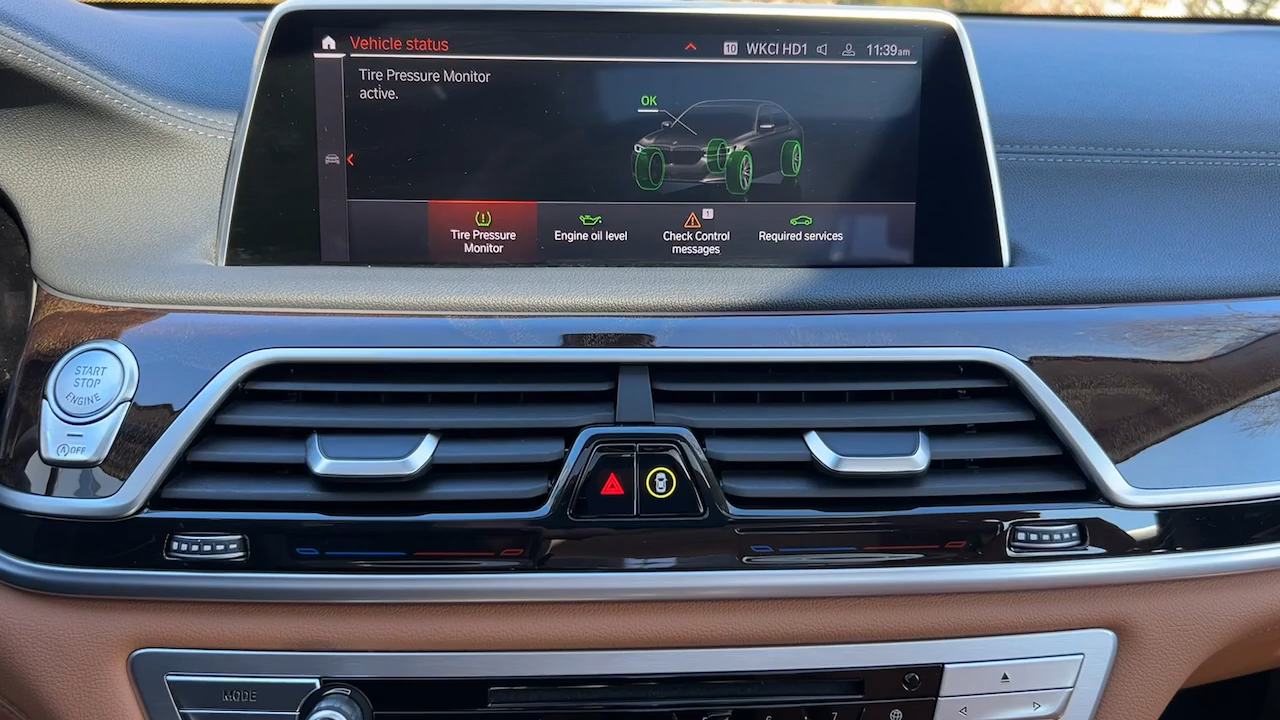 Vehicle status
10 WKCI HD1 11:39am
Tire Pressure Monitor
active.
OK
1
Tire Pressure
Monitor
Engine oil level
Check Control
messages
Required services
START
STOP
ENGINE
A OFF
MODE